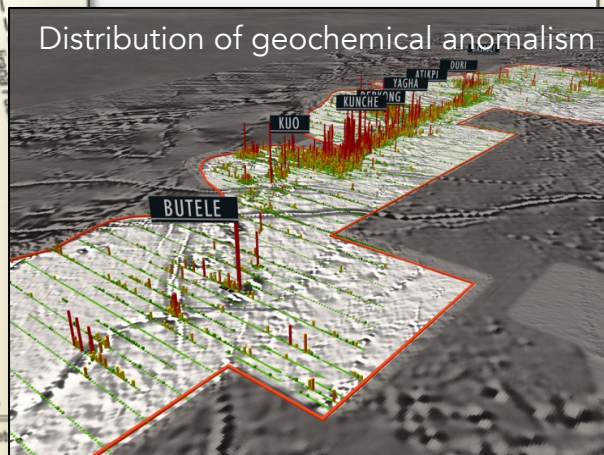 Distribution of geochemical anomalism
DURI
ATIKPI
YAGHA
KUNCHE
KUO
BUTELE